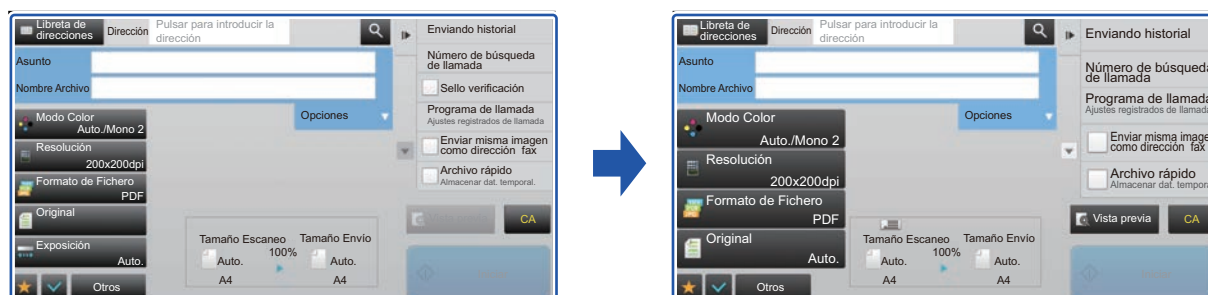 Libreta de
direcciones
Dirección
Pulsar para introducir la
dirección
Asunto
Nombre Archivo
Modo Color
Auto./Mono 2
Resolución
200x200dpi
Formato de Fichero
PDF
Original
Exposición
Auto.
Otros
Opciones
Tamaño Escaneo
Tamaño Envío
100%
Auto.
Auto.
A4
A4
Enviando historial
Número de búsqueda
de llamada
Sello verificación
Programa de llamada
Ajustes registrados de llamada
Enviar misma imagen
como dirección fax
Archivo rápido
Almacenar dat. temporal.
CA
Libreta de
direcciones
Dirección
Pulsar para introducir la
dirección
Asunto
Nombre Archivo
Modo Color
Auto./Mono 2
Resolución
200x200dpi
Formato de Fichero
PDF
Original
Auto.
Otros
Opciones
Tamaño Escaneo
Tamaño Envío
100%
Auto.
Auto.
A4
A4
Enviando historial
Número de búsqueda
de llamada
Programa de llamada
Ajustes registrados de llamada
Enviar misma image
como dirección fax
Archivo rápido
Almacenar dat. tempora
Vista previa
CA